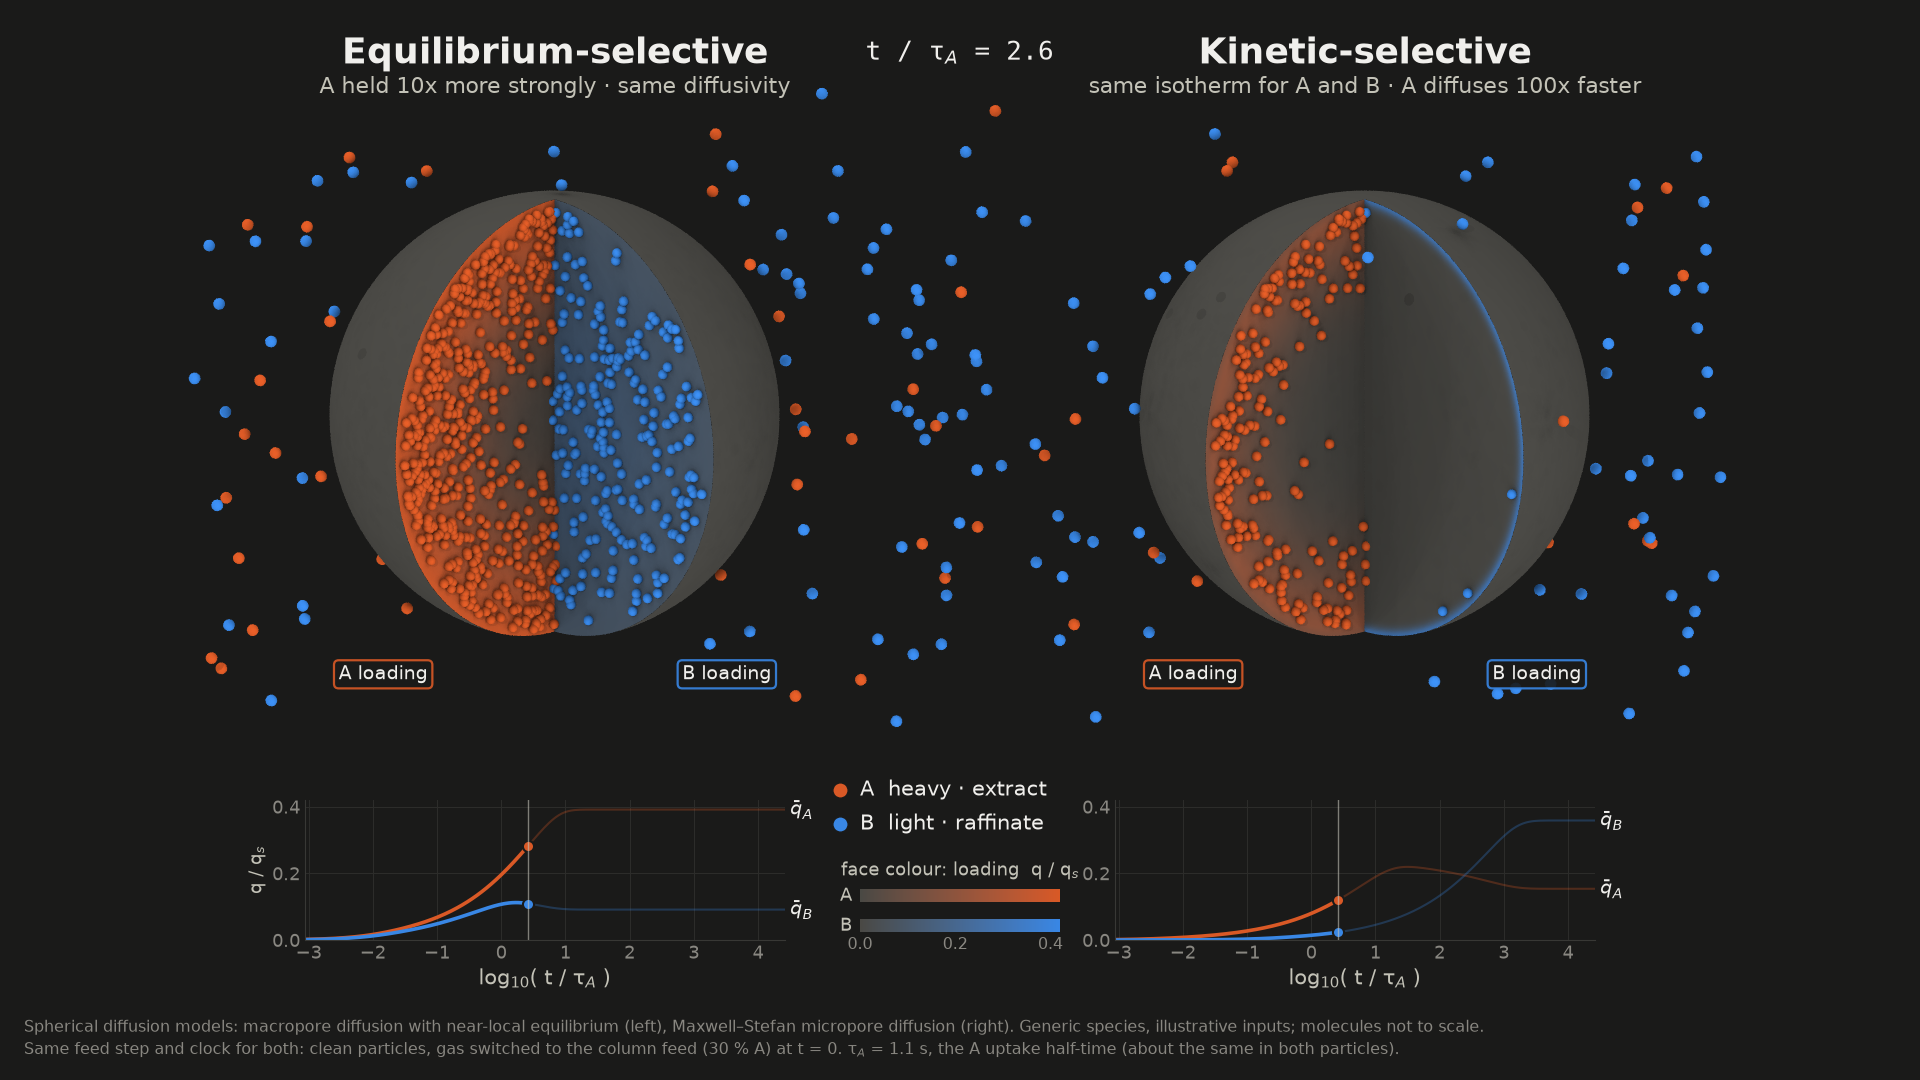 Equilibrium-selective
A held 10x more strongly · same diffusivity
t / τA = 2.6
Kinetic-selective
same isotherm for A and B · A diffuses 100x faster
A loading
B loading
A loading
B loading
q / qs
0.4
0.2
0.0
−3 −2 −1 0 1 2 3 4
log10( t / τA )
q̄A
q̄B
A heavy · extract
B light · raffinate
face colour: loading q / qs
A
B
0.0 0.2 0.4
0.4
0.2
0.0
−3 −2 −1 0 1 2 3 4
log10( t / τA )
q̄B
q̄A
Spherical diffusion models: macropore diffusion with near-local equilibrium (left), Maxwell–Stefan micropore diffusion (right). Generic species, illustrative inputs; molecules not to scale.
Same feed step and clock for both: clean particles, gas switched to the column feed (30 % A) at t = 0. τA = 1.1 s, the A uptake half-time (about the same in both particles).